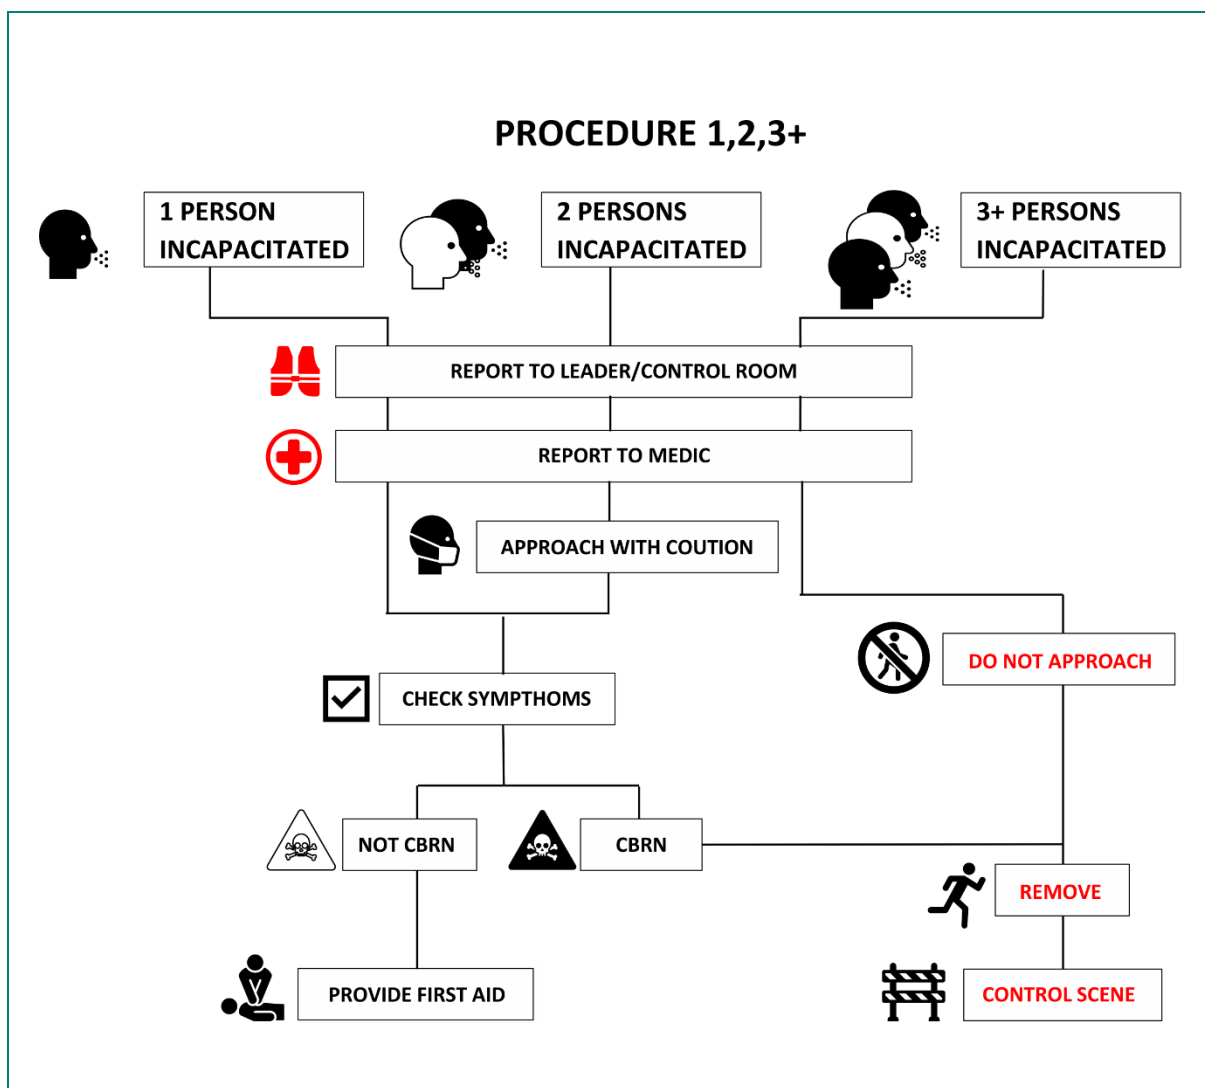 PROCEDURE 1,2,3+
1 PERSON
INCAPACITATED
2 PERSONS
INCAPACITATED
3+ PERSONS
INCAPACITATED
REPORT TO LEADER/CONTROL ROOM
REPORT TO MEDIC
APPROACH WITH COUTION
DO NOT APPROACH
CHECK SYMPTHOMS
NOT CBRN
CBRN
REMOVE
PROVIDE FIRST AID
CONTROL SCENE